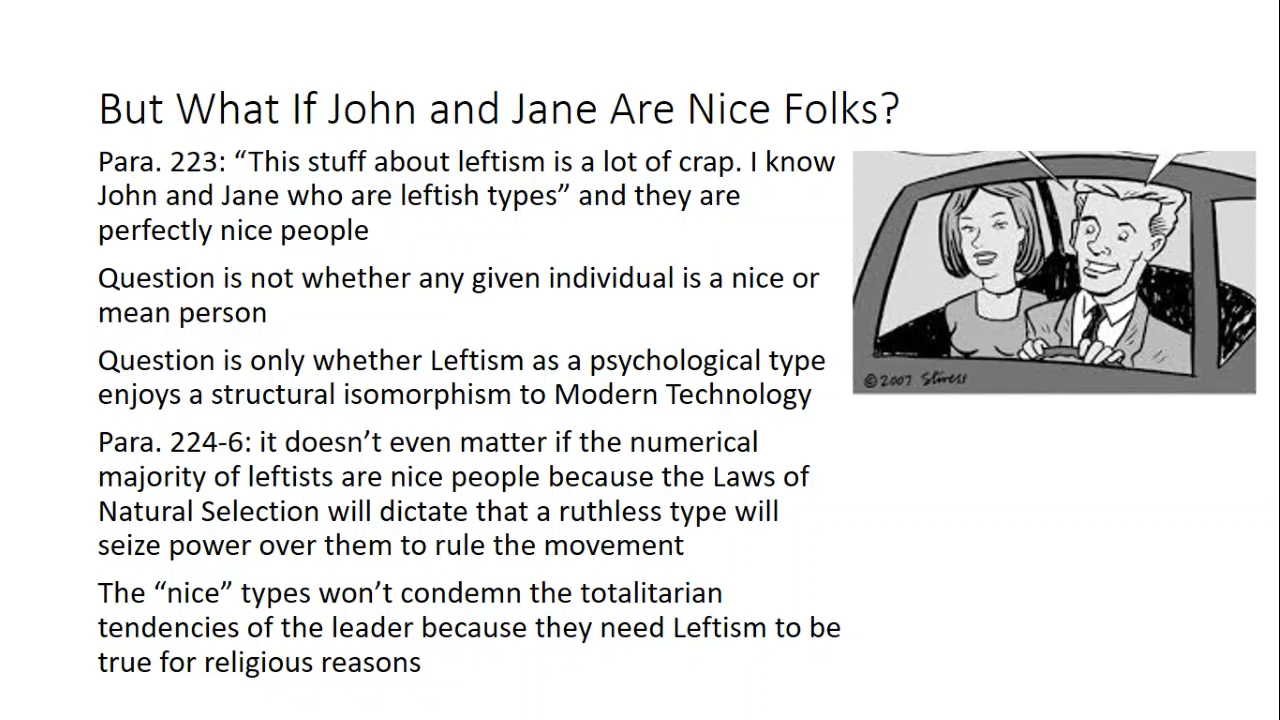 But What If John and Jane Are Nice Folks?
Para. 223: “This stuff about leftism is a lot of crap. I know
John and Jane who are leftish types” and they are
perfectly nice people
Question is not whether any given individual is a nice or
mean person
Question is only whether Leftism as a psychological type
enjoys a structural isomorphism to Modern Technology
Para. 224-6: it doesn’t even matter if the numerical
majority of leftists are nice people because the Laws of
Natural Selection will dictate that a ruthless type will
seize power over them to rule the movement
The “nice” types won’t condemn the totalitarian
tendencies of the leader because they need Leftism to be
true for religious reasons
©2007 Stivers